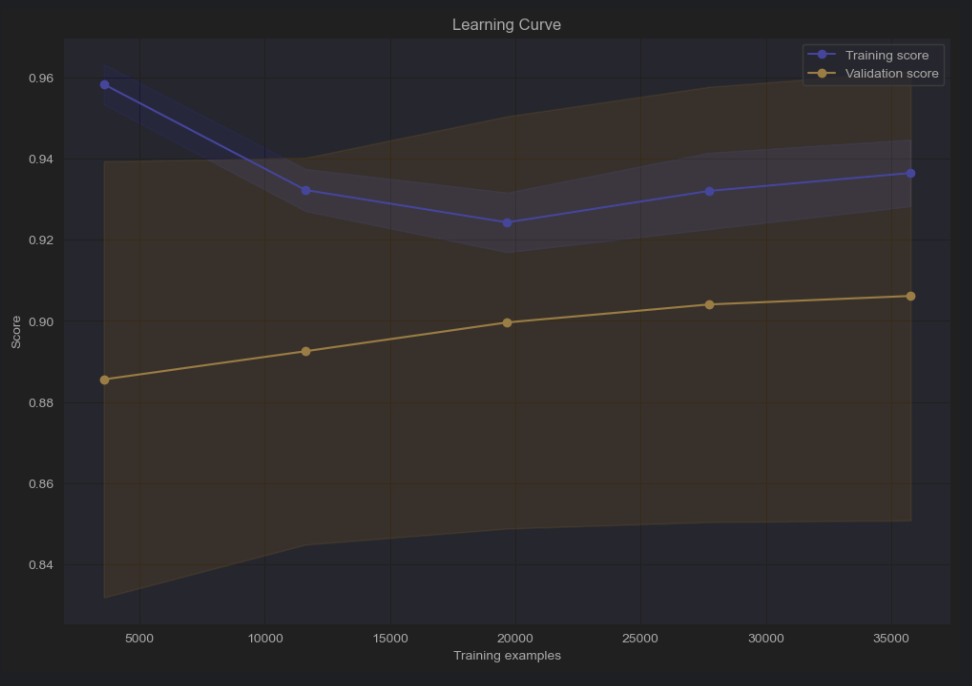 Learning Curve
Training score
Validation score
0.96
0.94
0.92
0.90
0.88
0.86
0.84
Score
5000 10000 15000 20000 25000 30000 35000
Training examples